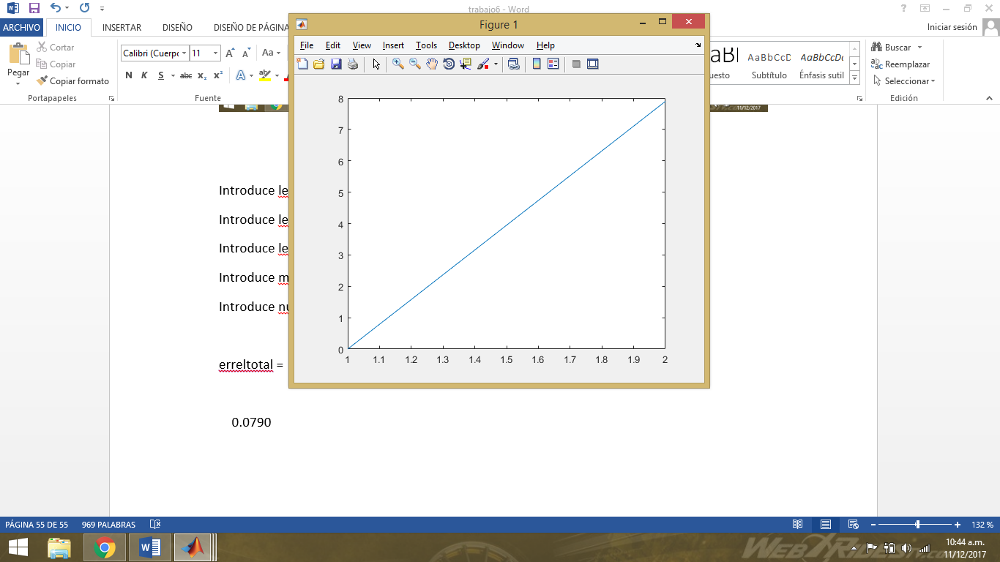 trabajo6 - Word
ARCHIVO INICIO INSERTAR DISEÑO DISEÑO DE PÁGINA
Iniciar sesión
Pegar
Cortar
Copiar
Copiar formato
Portapapeles
Calibri (Cuerpo 11
Aa
N K S abc x₂ x² A aby A
Fuente
AaBbCcD AaBbCcDc
uesto Subtítulo Énfasis sutil
Buscar
Reemplazar
Seleccionar
Edición
Figure 1
File Edit View Insert Tools Desktop Window Help
8
7
6
5
4
3
2
1
0
1 1.1 1.2 1.3 1.4 1.5 1.6 1.7 1.8 1.9 2
11/12/2017
Introduce le
Introduce le
Introduce le
Introduce m
Introduce nu
erreltotal =
0.0790
PÁGINA 55 DE 55 969 PALABRAS
132 %
10:44 a.m.
11/12/2017